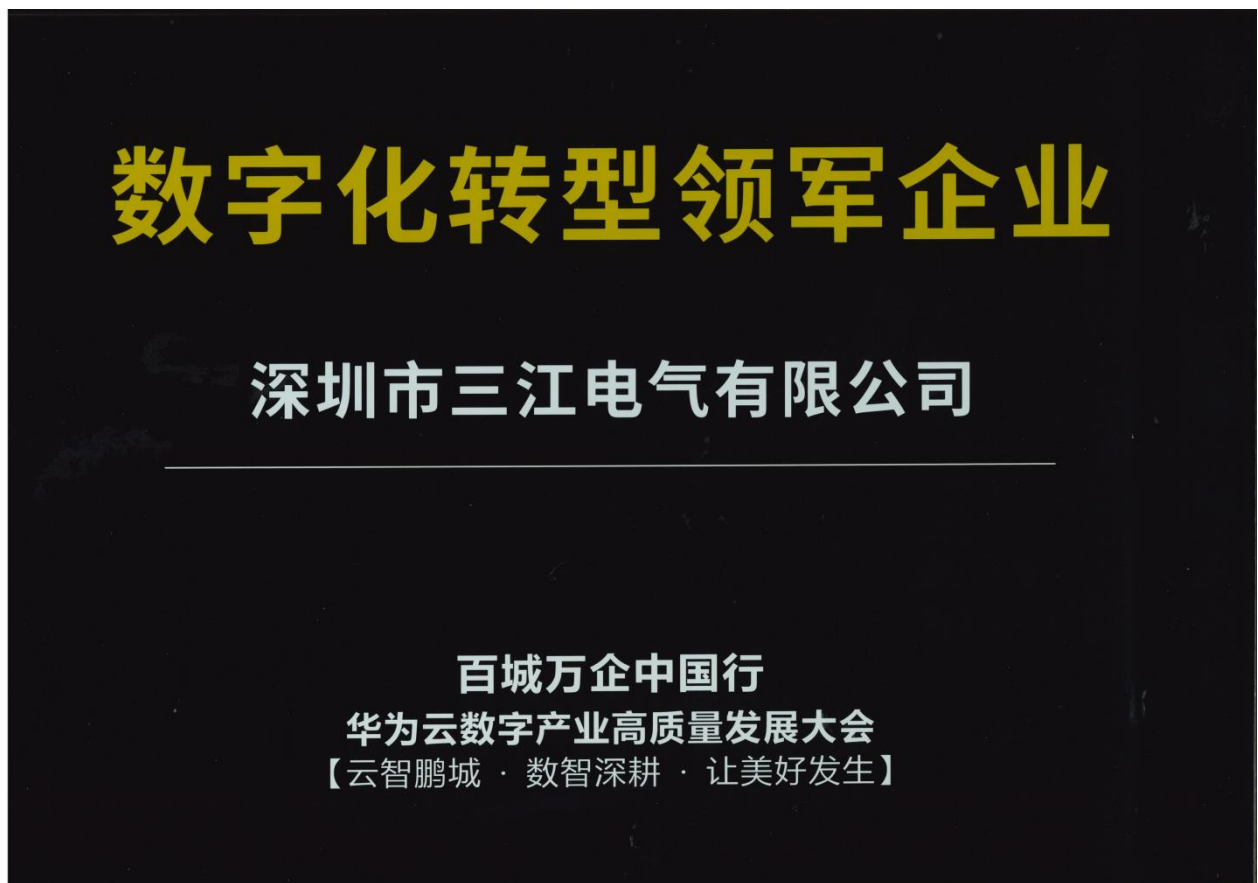 数字化转型领军企业
深圳市三江电气有限公司
百城万企中国行
华为云数字产业高质量发展大会
【云智鹏城 · 数智深耕 · 让美好发生】